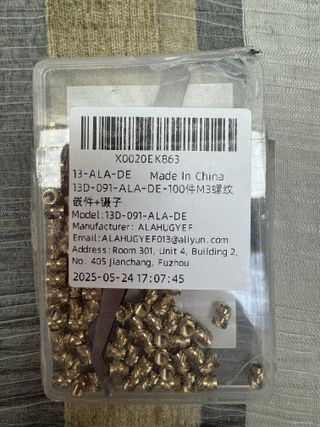 X0020EK863
13-ALA-DE Made In China
13D-091-ALA-DE-100件M3螺纹
嵌件+镊子
Model:13D-091-ALA-DE
Manufacturer: ALAHUGYEF
Email:ALAHUGYEF013@aliyun.com
Address:Room 301, Unit 4, Building 2,
No. 405 Jianchang, Fuzhou
2025-05-24 17:07:45